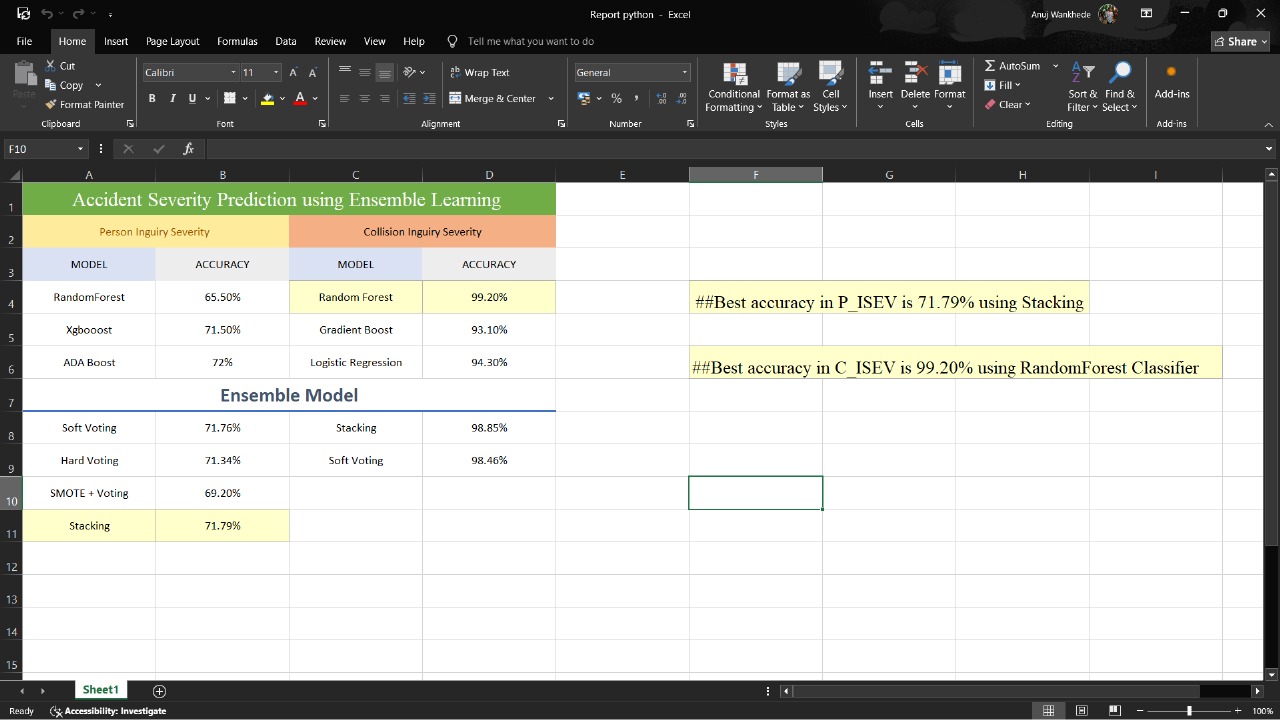 Report python - Excel
Anuj Wankhede
File Home Insert Page Layout Formulas Data Review View Help Tell me what you want to do Share
Cut
Copy
Format Painter
Paste
Clipboard
Calibri 11
B I U
Font
Wrap Text
Merge & Center
Alignment
General
Number
Conditional Formatting
Format as Table
Cell Styles
Styles
Insert Delete Format
Cells
AutoSum
Fill
Clear
Sort & Filter
Find & Select
Editing
Add-ins
Add-ins
F10 fx
A B C D E F G H I
1 Accident Severity Prediction using Ensemble Learning
2 Person Inguiry Severity Collision Inguiry Severity
3 MODEL ACCURACY MODEL ACCURACY
4 RandomForest 65.50% Random Forest 99.20% ##Best accuracy in P_ISEV is 71.79% using Stacking
5 Xgbooost 71.50% Gradient Boost 93.10%
6 ADA Boost 72% Logistic Regression 94.30% ##Best accuracy in C_ISEV is 99.20% using RandomForest Classifier
7 Ensemble Model
8 Soft Voting 71.76% Stacking 98.85%
9 Hard Voting 71.34% Soft Voting 98.46%
10 SMOTE + Voting 69.20%
11 Stacking 71.79%
12
13
14
15
Sheet1
Ready Accessibility: Investigate 100%